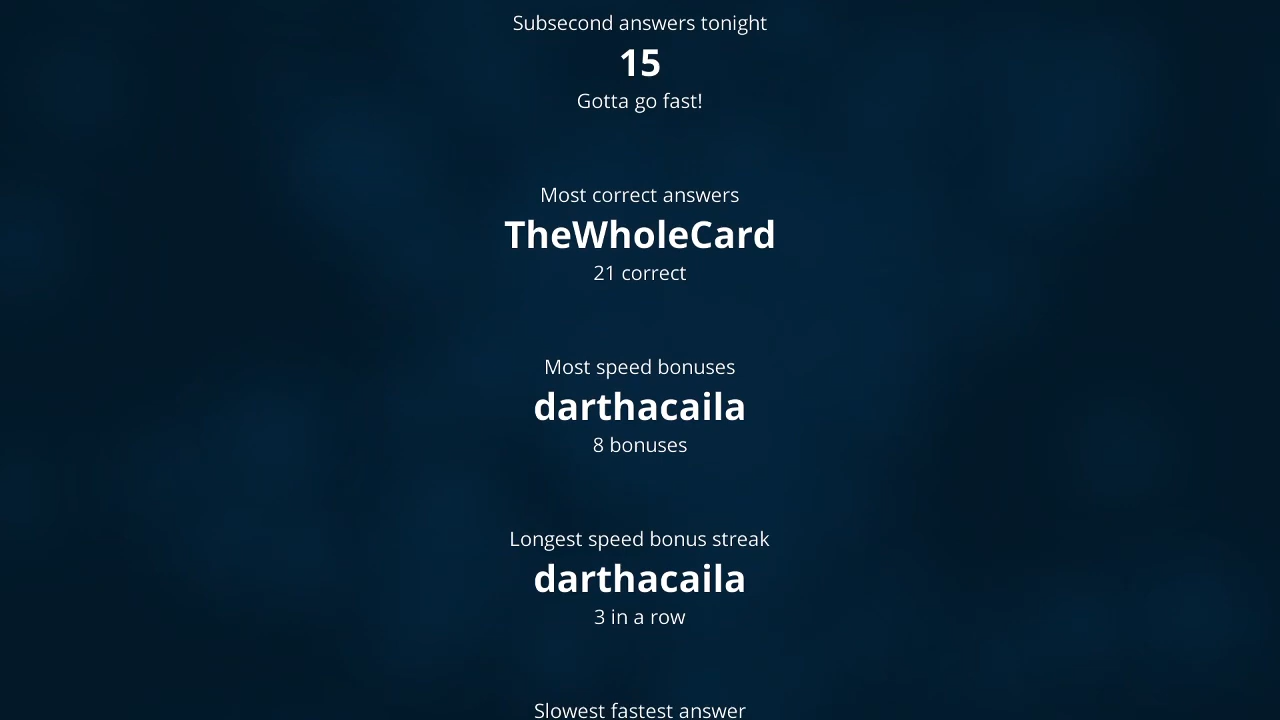 Subsecond answers tonight
15
Gotta go fast!
Most correct answers
TheWholeCard
21 correct
Most speed bonuses
darthacaila
8 bonuses
Longest speed bonus streak
darthacaila
3 in a row
Slowest fastest answer